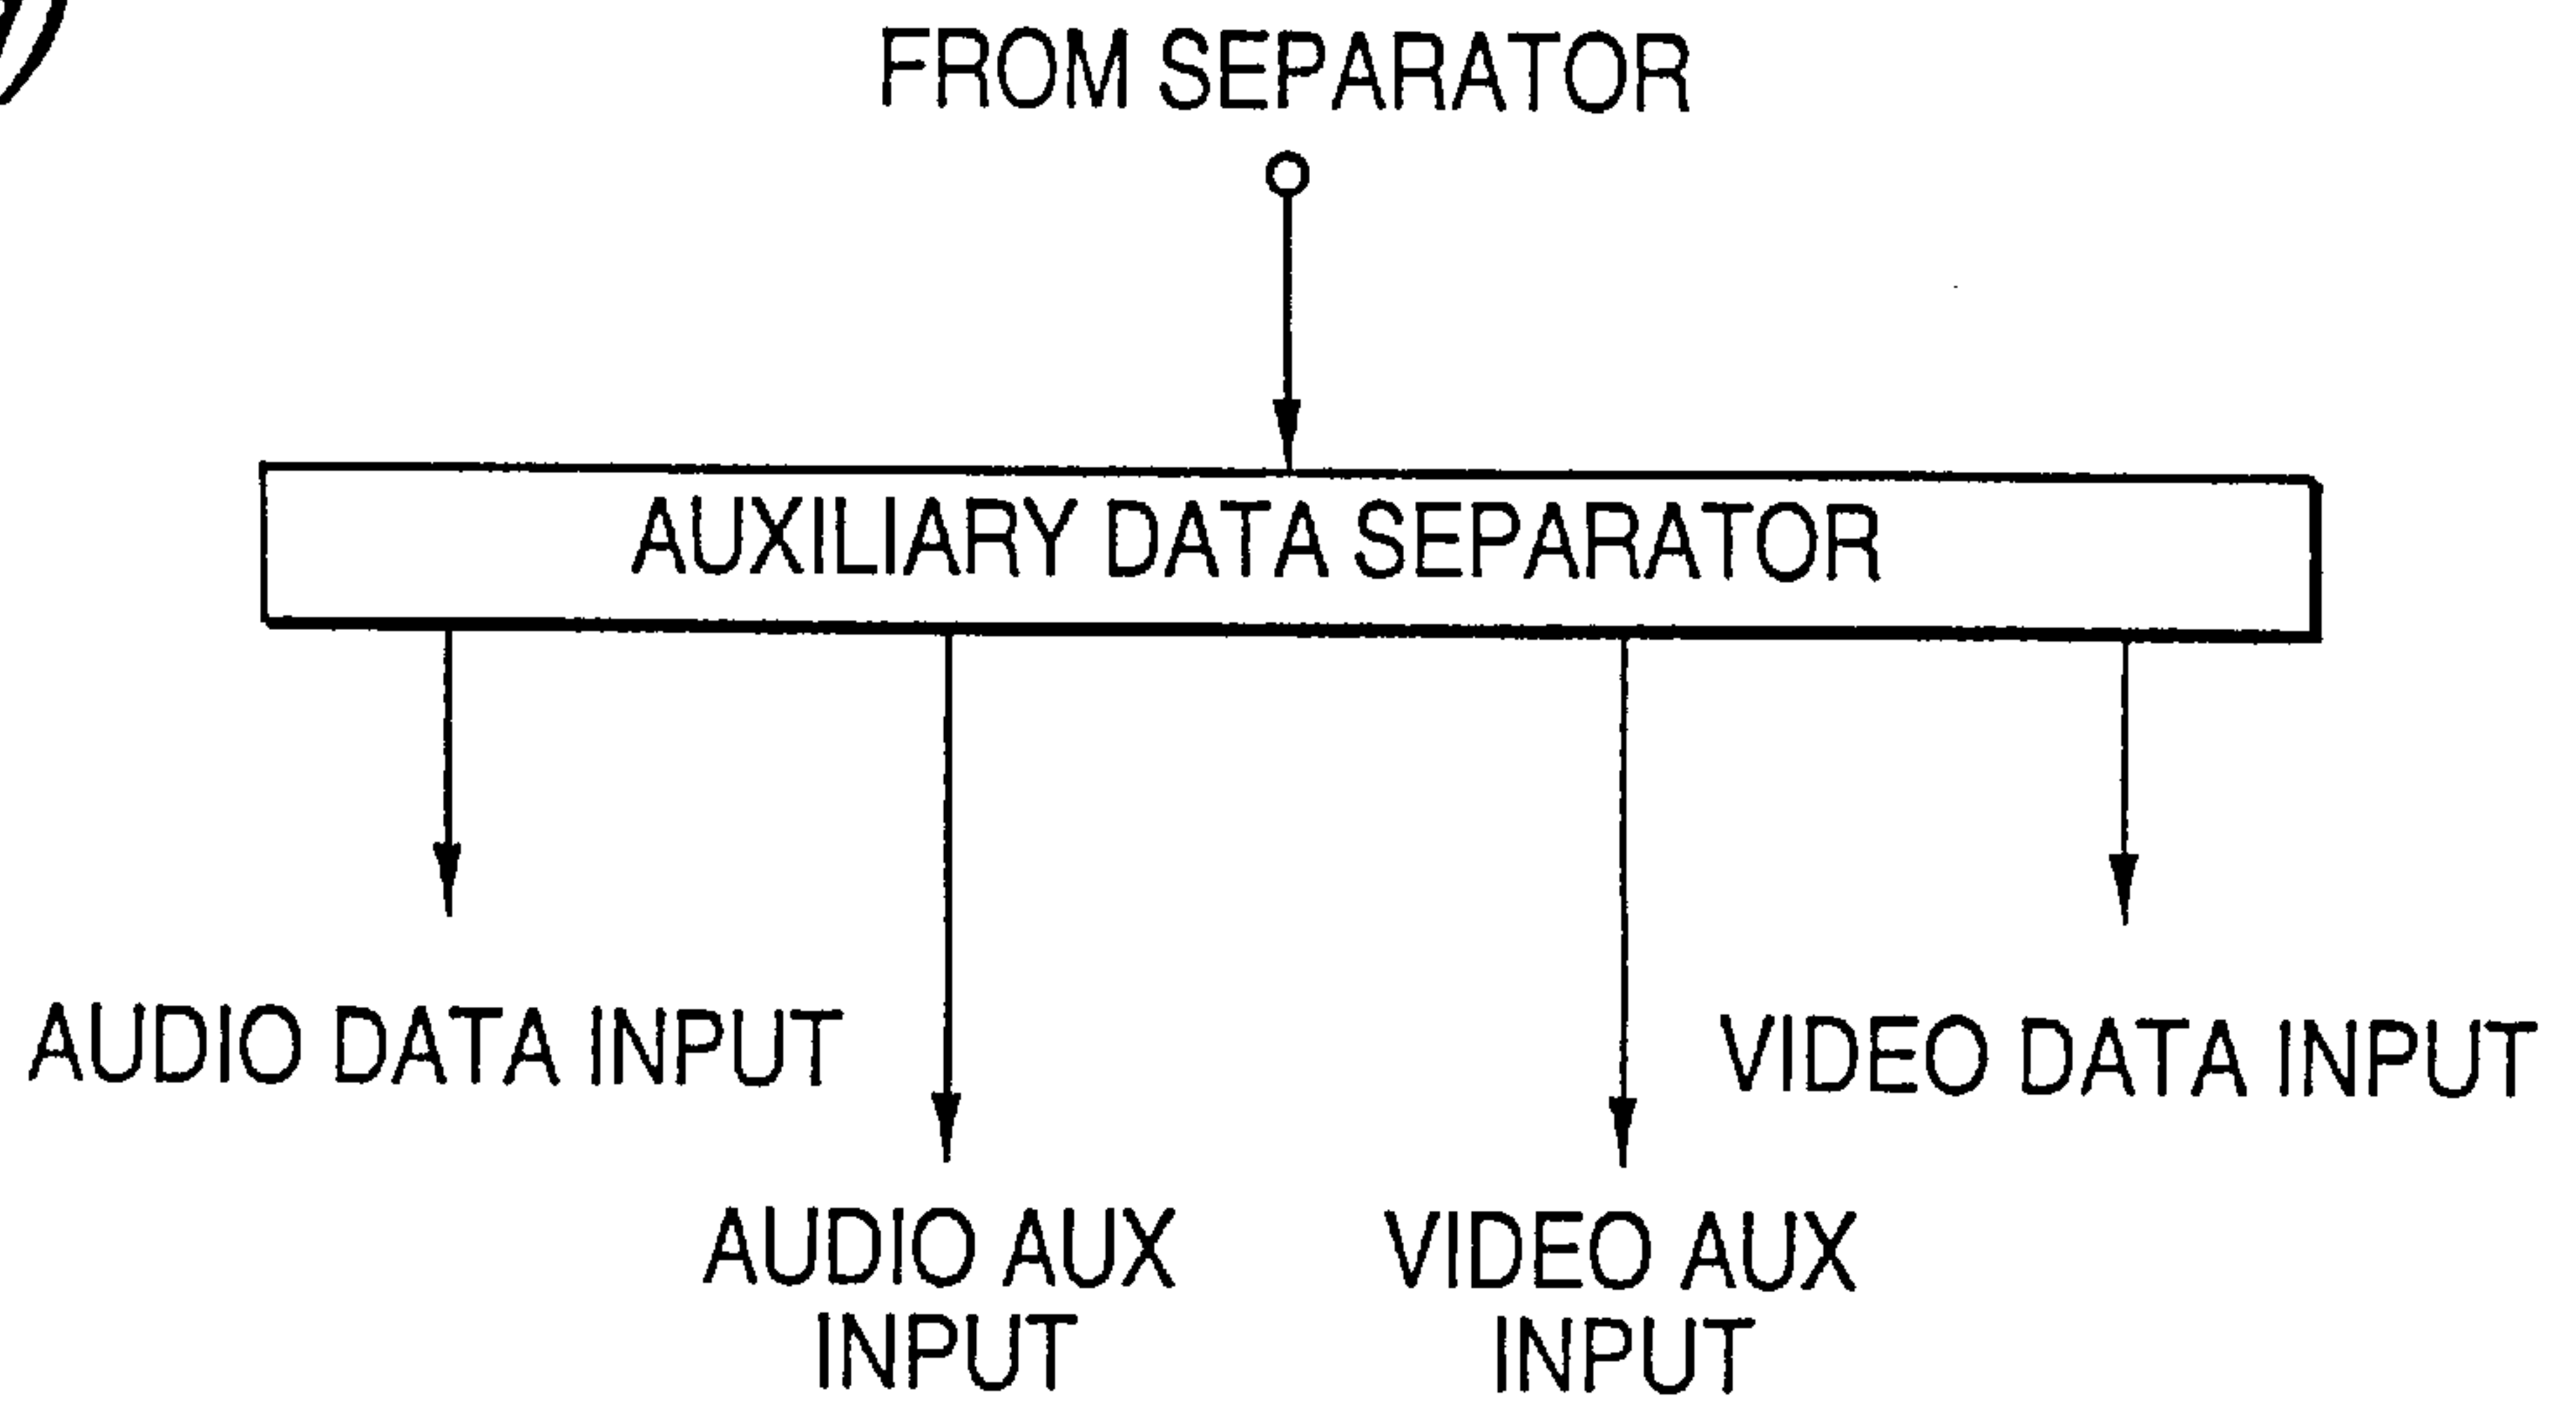 FROM SEPARATOR
AUXILIARY DATA SEPARATOR
AUDIO DATA INPUT
VIDEO DATA INPUT
AUDIO AUX
INPUT
VIDEO AUX
INPUT